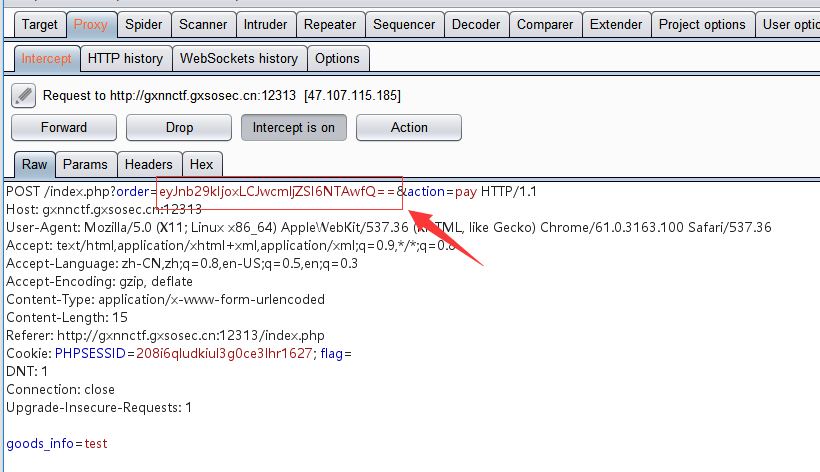 Target Proxy Spider Scanner Intruder Repeater Sequencer Decoder Comparer Extender Project options User optio
Intercept HTTP history WebSockets history Options
Request to http://gxnnctf.gxsosec.cn:12313 [47.107.115.185]
Forward Drop Intercept is on Action
Raw Params Headers Hex
POST /index.php?order=eyJnb29kIjoxLCJwcmljZSI6NTAwfQ==&action=pay HTTP/1.1
Host: gxnnctf.gxsosec.cn:12313
User-Agent: Mozilla/5.0 (X11; Linux x86_64) AppleWebKit/537.36 (KHTML, like Gecko) Chrome/61.0.3163.100 Safari/537.36
Accept: text/html,application/xhtml+xml,application/xml;q=0.9,*/*;q=0.8
Accept-Language: zh-CN,zh;q=0.8,en-US;q=0.5,en;q=0.3
Accept-Encoding: gzip, deflate
Content-Type: application/x-www-form-urlencoded
Content-Length: 15
Referer: http://gxnnctf.gxsosec.cn:12313/index.php
Cookie: PHPSESSID=208i6qludkiul3g0ce3lhr1627; flag=
DNT: 1
Connection: close
Upgrade-Insecure-Requests: 1
goods_info=test